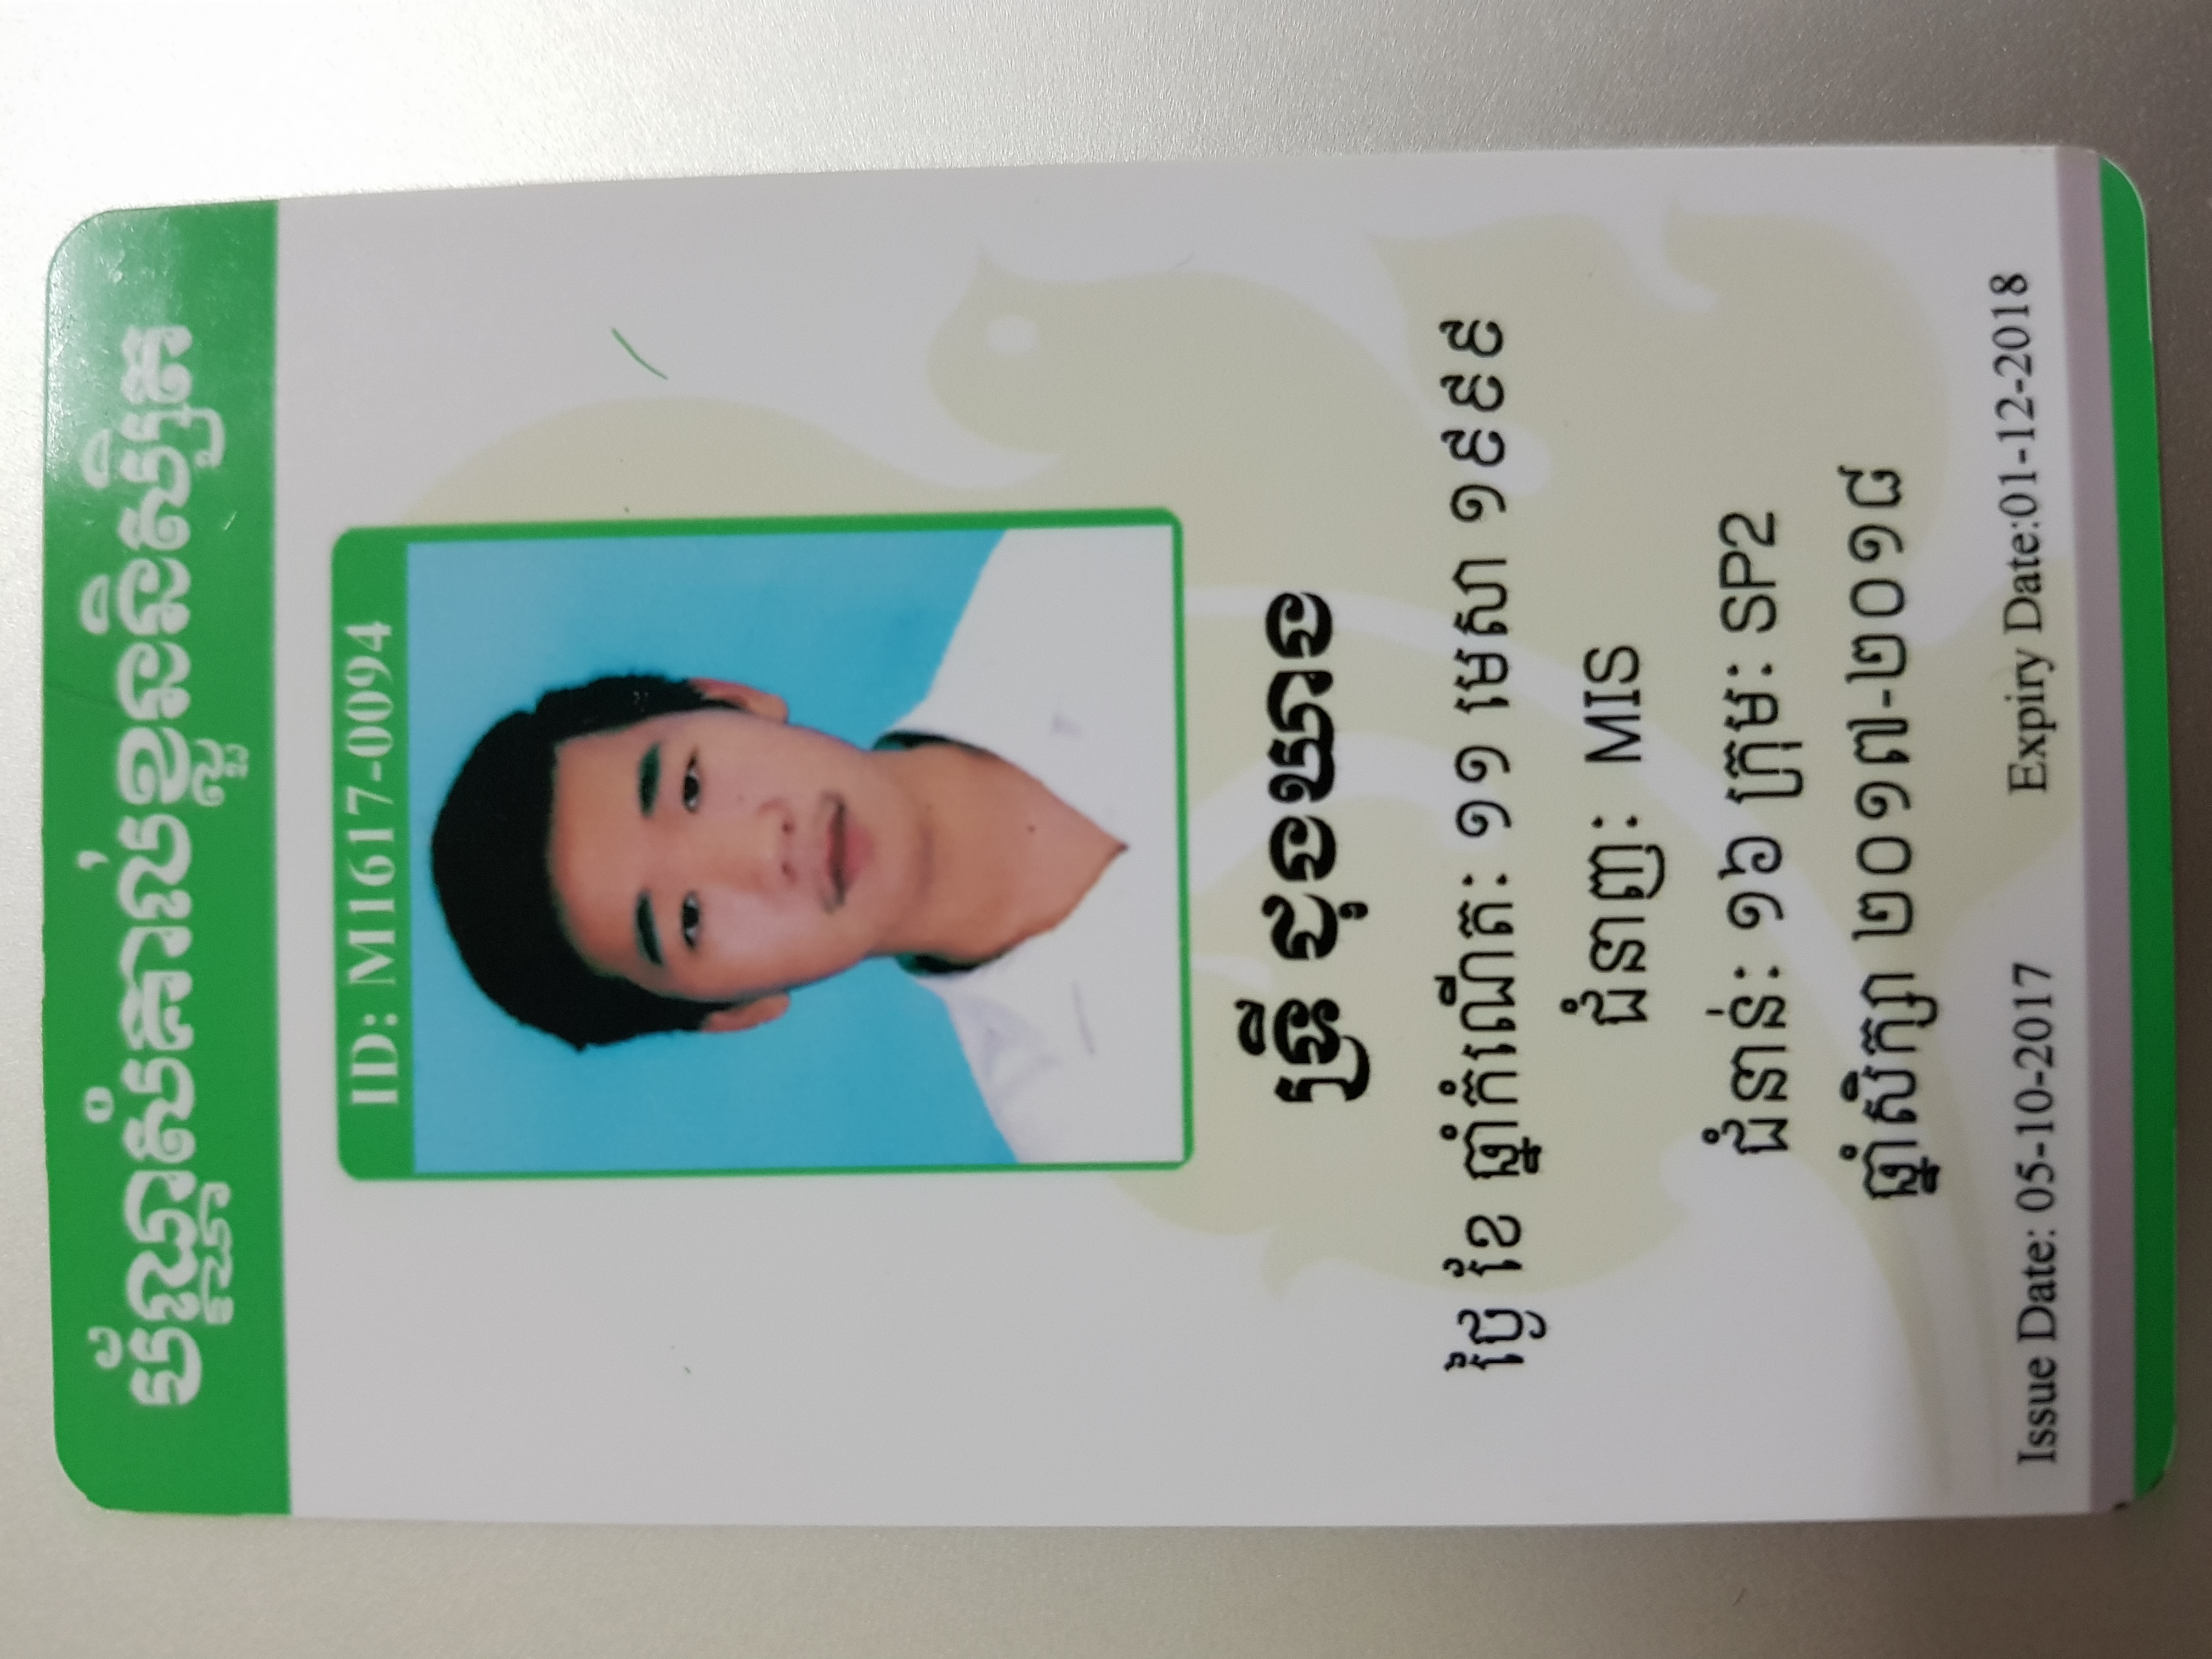 ប័ណ្ណសំគាល់ខ្លួននិស្សិត
ID: M1617-0094
ទ្រី ជុងឃាង
ថ្ងៃ ខែ ឆ្នាំកំណើត: ១១ មេសា ១៩៩៩
ជំនាញ: MIS
ជំនាន់: ១៦ ក្រុម: SP2
ឆ្នាំសិក្សា ២០១៧-២០១៨
Issue Date: 05-10-2017 Expiry Date:01-12-2018